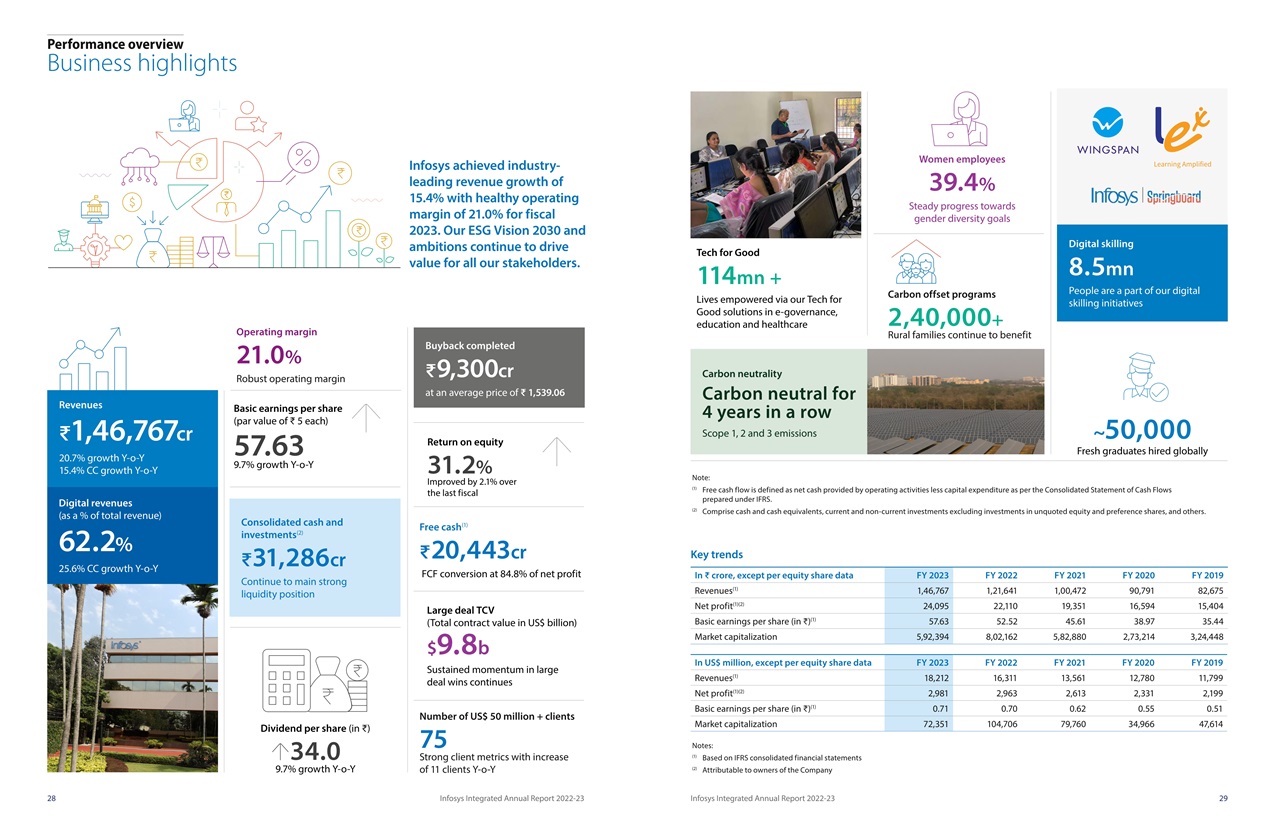 Performance overview
Business highlights
Infosys achieved industry-
leading revenue growth of
15.4% with healthy operating
margin of 21.0% for fiscal
2023. Our ESG Vision 2030 and
ambitions continue to drive
value for all our stakeholders.
Revenues
₹1,46,767cr
20.7% growth Y-o-Y
15.4% CC growth Y-o-Y
Digital revenues
(as a % of total revenue)
62.2%
25.6% CC growth Y-o-Y
Infosys
Operating margin
21.0%
Robust operating margin
Basic earnings per share
(par value of ₹ 5 each)
57.63
9.7% growth Y-o-Y
Consolidated cash and
investments(2)
₹31,286cr
Continue to main strong
liquidity position
Dividend per share (in ₹)
34.0
9.7% growth Y-o-Y
Buyback completed
₹9,300cr
at an average price of ₹ 1,539.06
Return on equity
31.2%
Improved by 2.1% over
the last fiscal
Free cash(1)
₹20,443cr
FCF conversion at 84.8% of net profit
Large deal TCV
(Total contract value in US$ billion)
$9.8b
Sustained momentum in large
deal wins continues
Number of US$ 50 million + clients
75
Strong client metrics with increase
of 11 clients Y-o-Y
28
Infosys Integrated Annual Report 2022-23
Tech for Good
114mn +
Lives empowered via our Tech for
Good solutions in e-governance,
education and healthcare
Women employees
39.4%
Steady progress towards
gender diversity goals
Carbon offset programs
2,40,000+
Rural families continue to benefit
WINGSPAN
Lex
Learning Amplified
Infosys | Springboard
Digital skilling
8.5mn
People are a part of our digital
skilling initiatives
Carbon neutrality
Carbon neutral for
4 years in a row
Scope 1, 2 and 3 emissions
~50,000
Fresh graduates hired globally
Note:
(1) Free cash flow is defined as net cash provided by operating activities less capital expenditure as per the Consolidated Statement of Cash Flows
prepared under IFRS.
(2) Comprise cash and cash equivalents, current and non-current investments excluding investments in unquoted equity and preference shares, and others.
Key trends
In ₹ crore, except per equity share data FY 2023 FY 2022 FY 2021 FY 2020 FY 2019
Revenues(1) 1,46,767 1,21,641 1,00,472 90,791 82,675
Net profit(1)(2) 24,095 22,110 19,351 16,594 15,404
Basic earnings per share (in ₹)(1) 57.63 52.52 45.61 38.97 35.44
Market capitalization 5,92,394 8,02,162 5,82,880 2,73,214 3,24,448
In US$ million, except per equity share data FY 2023 FY 2022 FY 2021 FY 2020 FY 2019
Revenues(1) 18,212 16,311 13,561 12,780 11,799
Net profit(1)(2) 2,981 2,963 2,613 2,331 2,199
Basic earnings per share (in ₹)(1) 0.71 0.70 0.62 0.55 0.51
Market capitalization 72,351 104,706 79,760 34,966 47,614
Notes:
(1) Based on IFRS consolidated financial statements
(2) Attributable to owners of the Company
Infosys Integrated Annual Report 2022-23
29